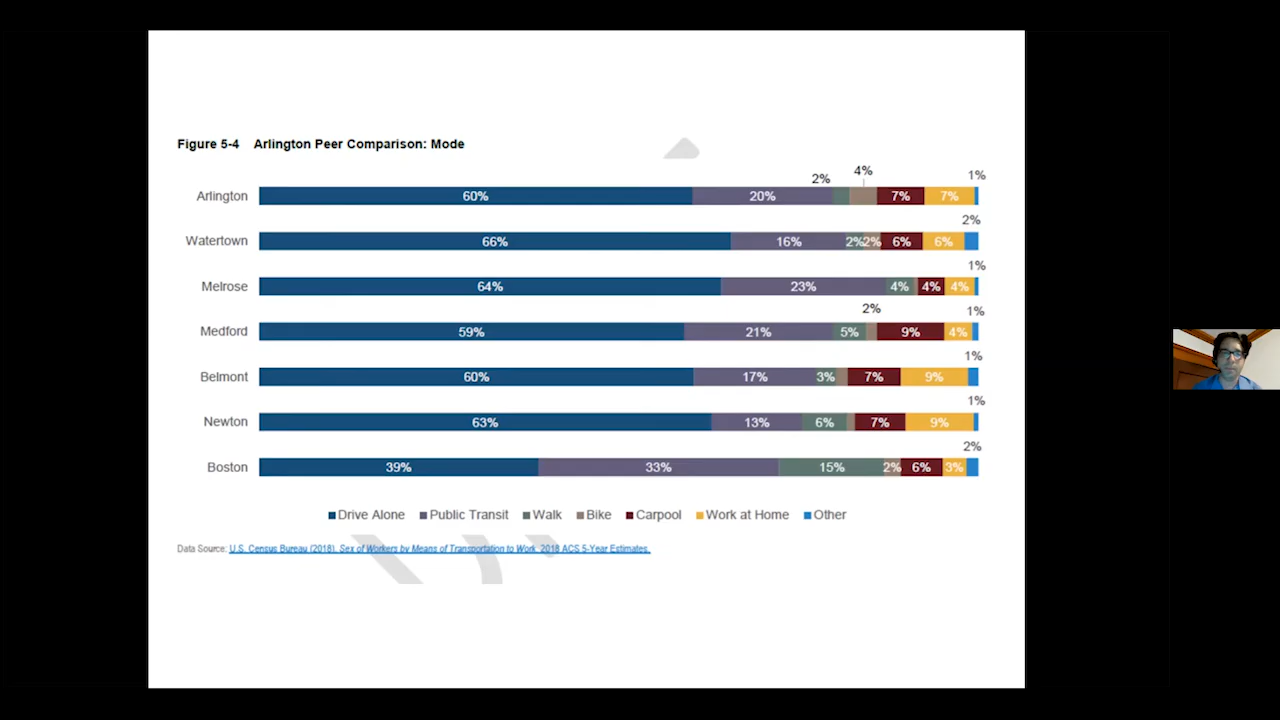 Figure 5-4 Arlington Peer Comparison: Mode
Arlington 60% 20% 2% 4% 7% 7% 1%
Watertown 66% 16% 2% 2% 6% 6% 2%
Melrose 64% 23% 4% 4% 4% 1%
Medford 59% 21% 5% 2% 9% 4% 1%
Belmont 60% 17% 3% 7% 9% 1%
Newton 63% 13% 6% 7% 9% 1%
Boston 39% 33% 15% 2% 6% 3% 2%
Drive Alone Public Transit Walk Bike Carpool Work at Home Other
Data Source: U.S. Census Bureau (2018). Sex of Workers by Means of Transportation to Work. 2018 ACS 5-Year Estimates.